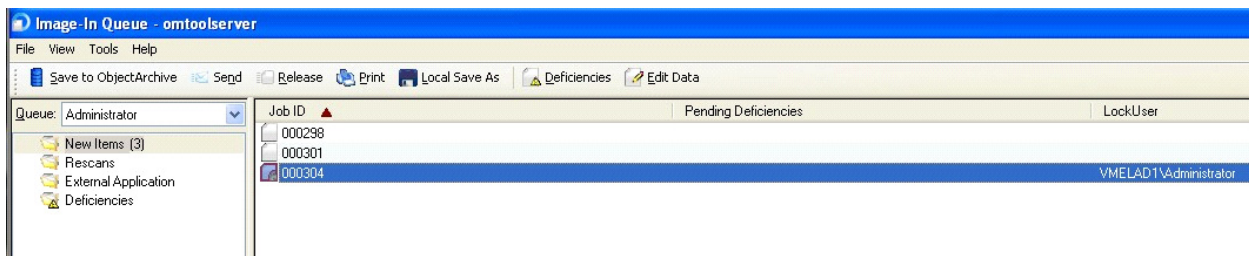 Image-In Queue - omtoolserver
File View Tools Help
Save to ObjectArchive Send Release Print Local Save As Deficiencies Edit Data
Queue: Administrator
New Items (3)
Rescans
External Application
Deficiencies
Job ID Pending Deficiencies LockUser
000298
000301
000304 VMELAD1\Administrator